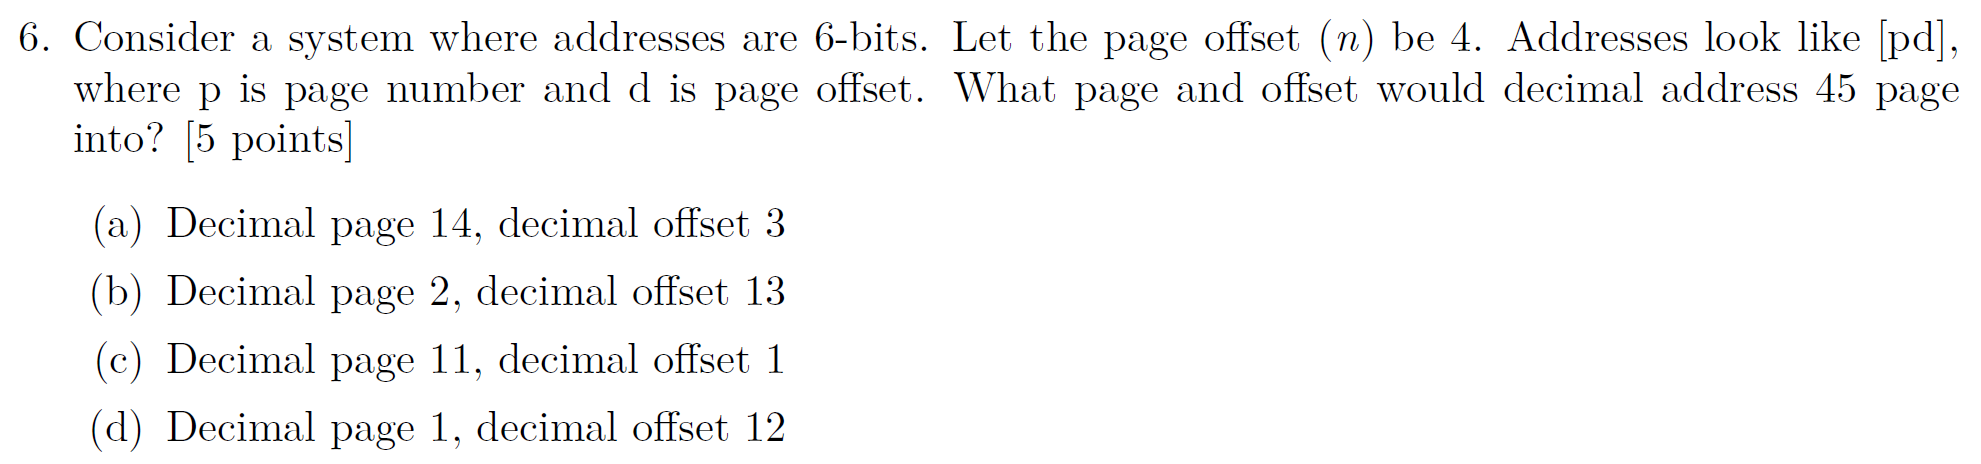 6. Consider a system where addresses are 6-bits. Let the page offset (n) be 4. Addresses look like [pd],
where p is page number and d is page offset. What page and offset would decimal address 45 page
into? [5 points]
(a) Decimal page 14, decimal offset 3
(b) Decimal page 2, decimal offset 13
(c) Decimal page 11, decimal offset 1
(d) Decimal page 1, decimal offset 12